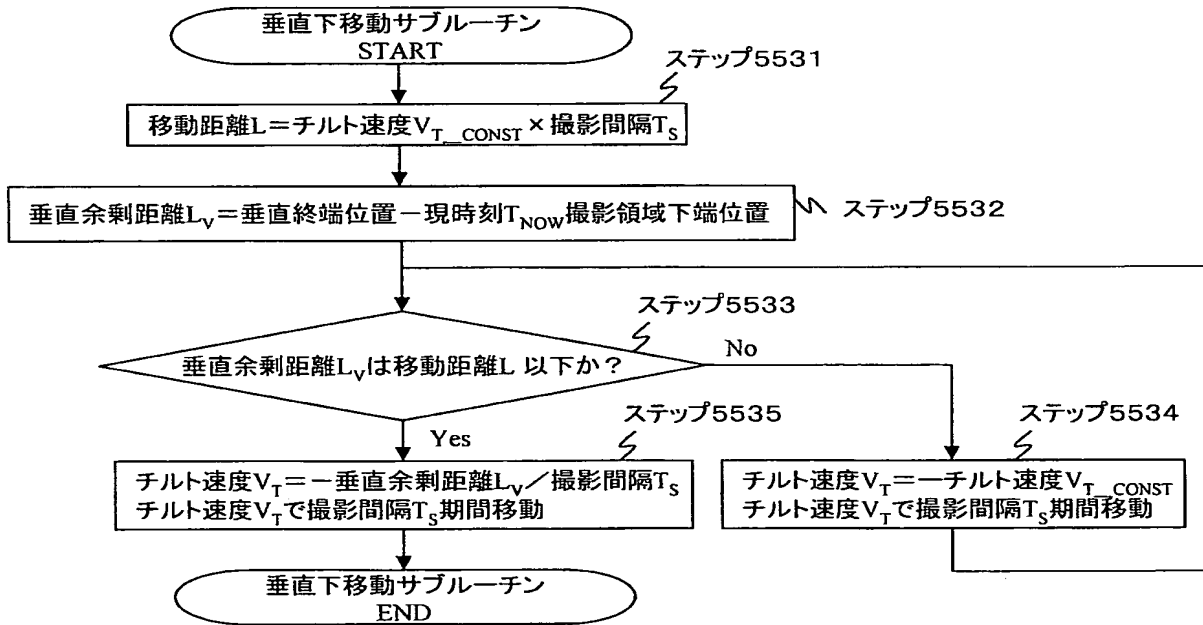 垂直下移動サブルーチン
START
ステップ5531
移動距離L＝チルト速度V_T_CONST×撮影間隔T_S
垂直余剰距離L_V＝垂直終端位置－現時刻T_NOW撮影領域下端位置
ステップ5532
ステップ5533
垂直余剰距離L_Vは移動距離L 以下か？
No
Yes
ステップ5535
チルト速度V_T＝－垂直余剰距離L_V／撮影間隔T_S
チルト速度V_Tで撮影間隔T_S期間移動
ステップ5534
チルト速度V_T＝－チルト速度V_T_CONST
チルト速度V_Tで撮影間隔T_S期間移動
垂直下移動サブルーチン
END